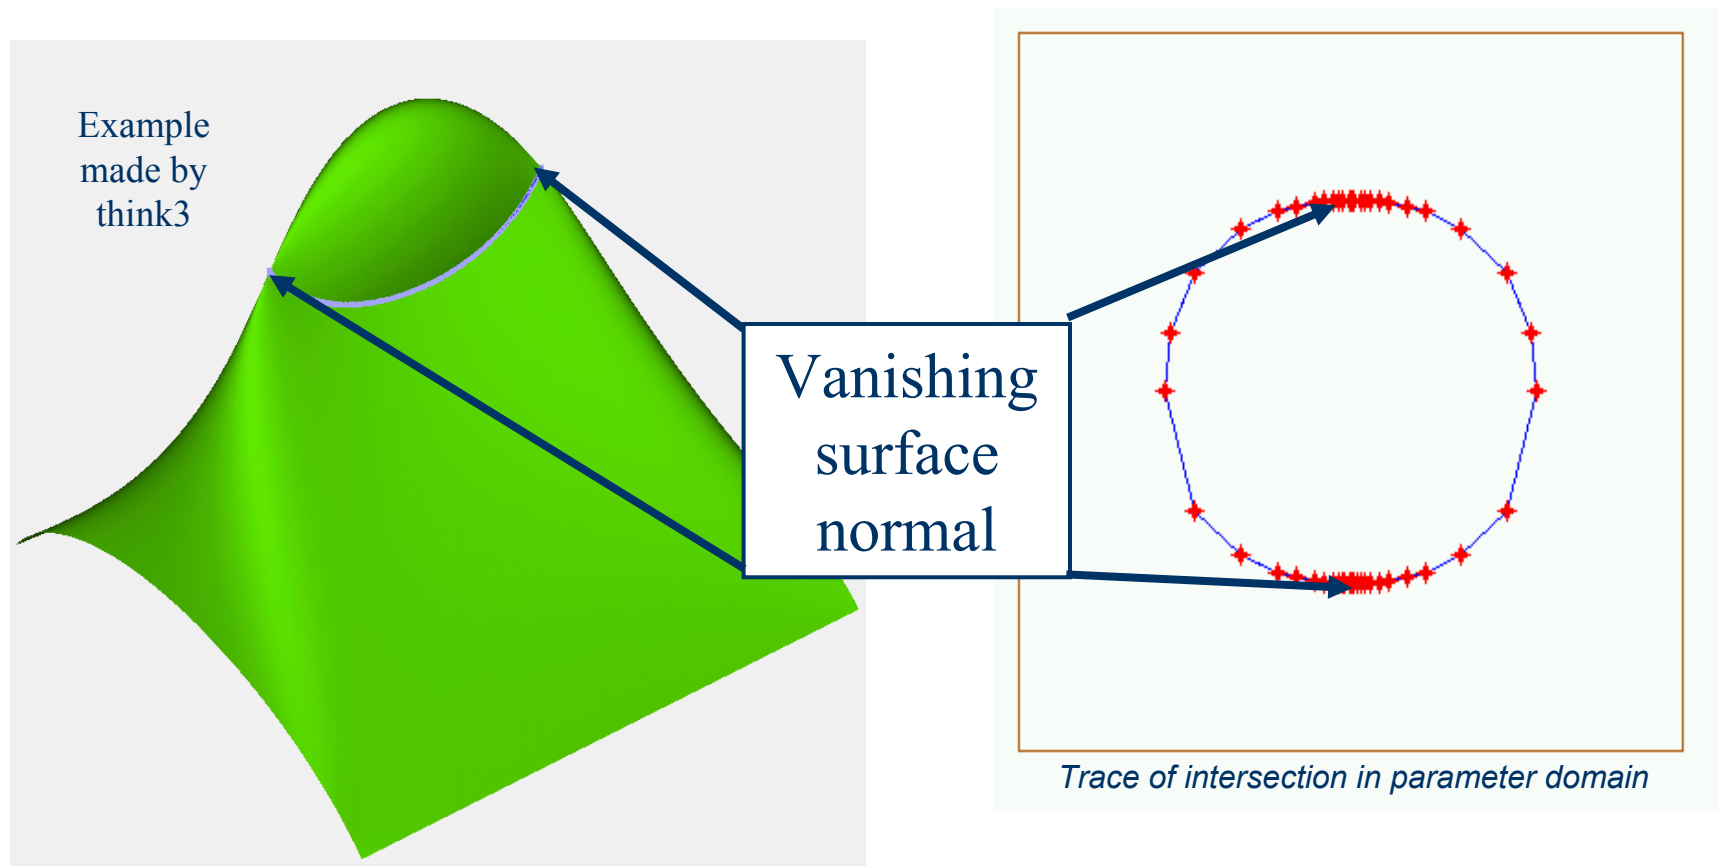 Example
made by
think3
Vanishing
surface
normal
Trace of intersection in parameter domain